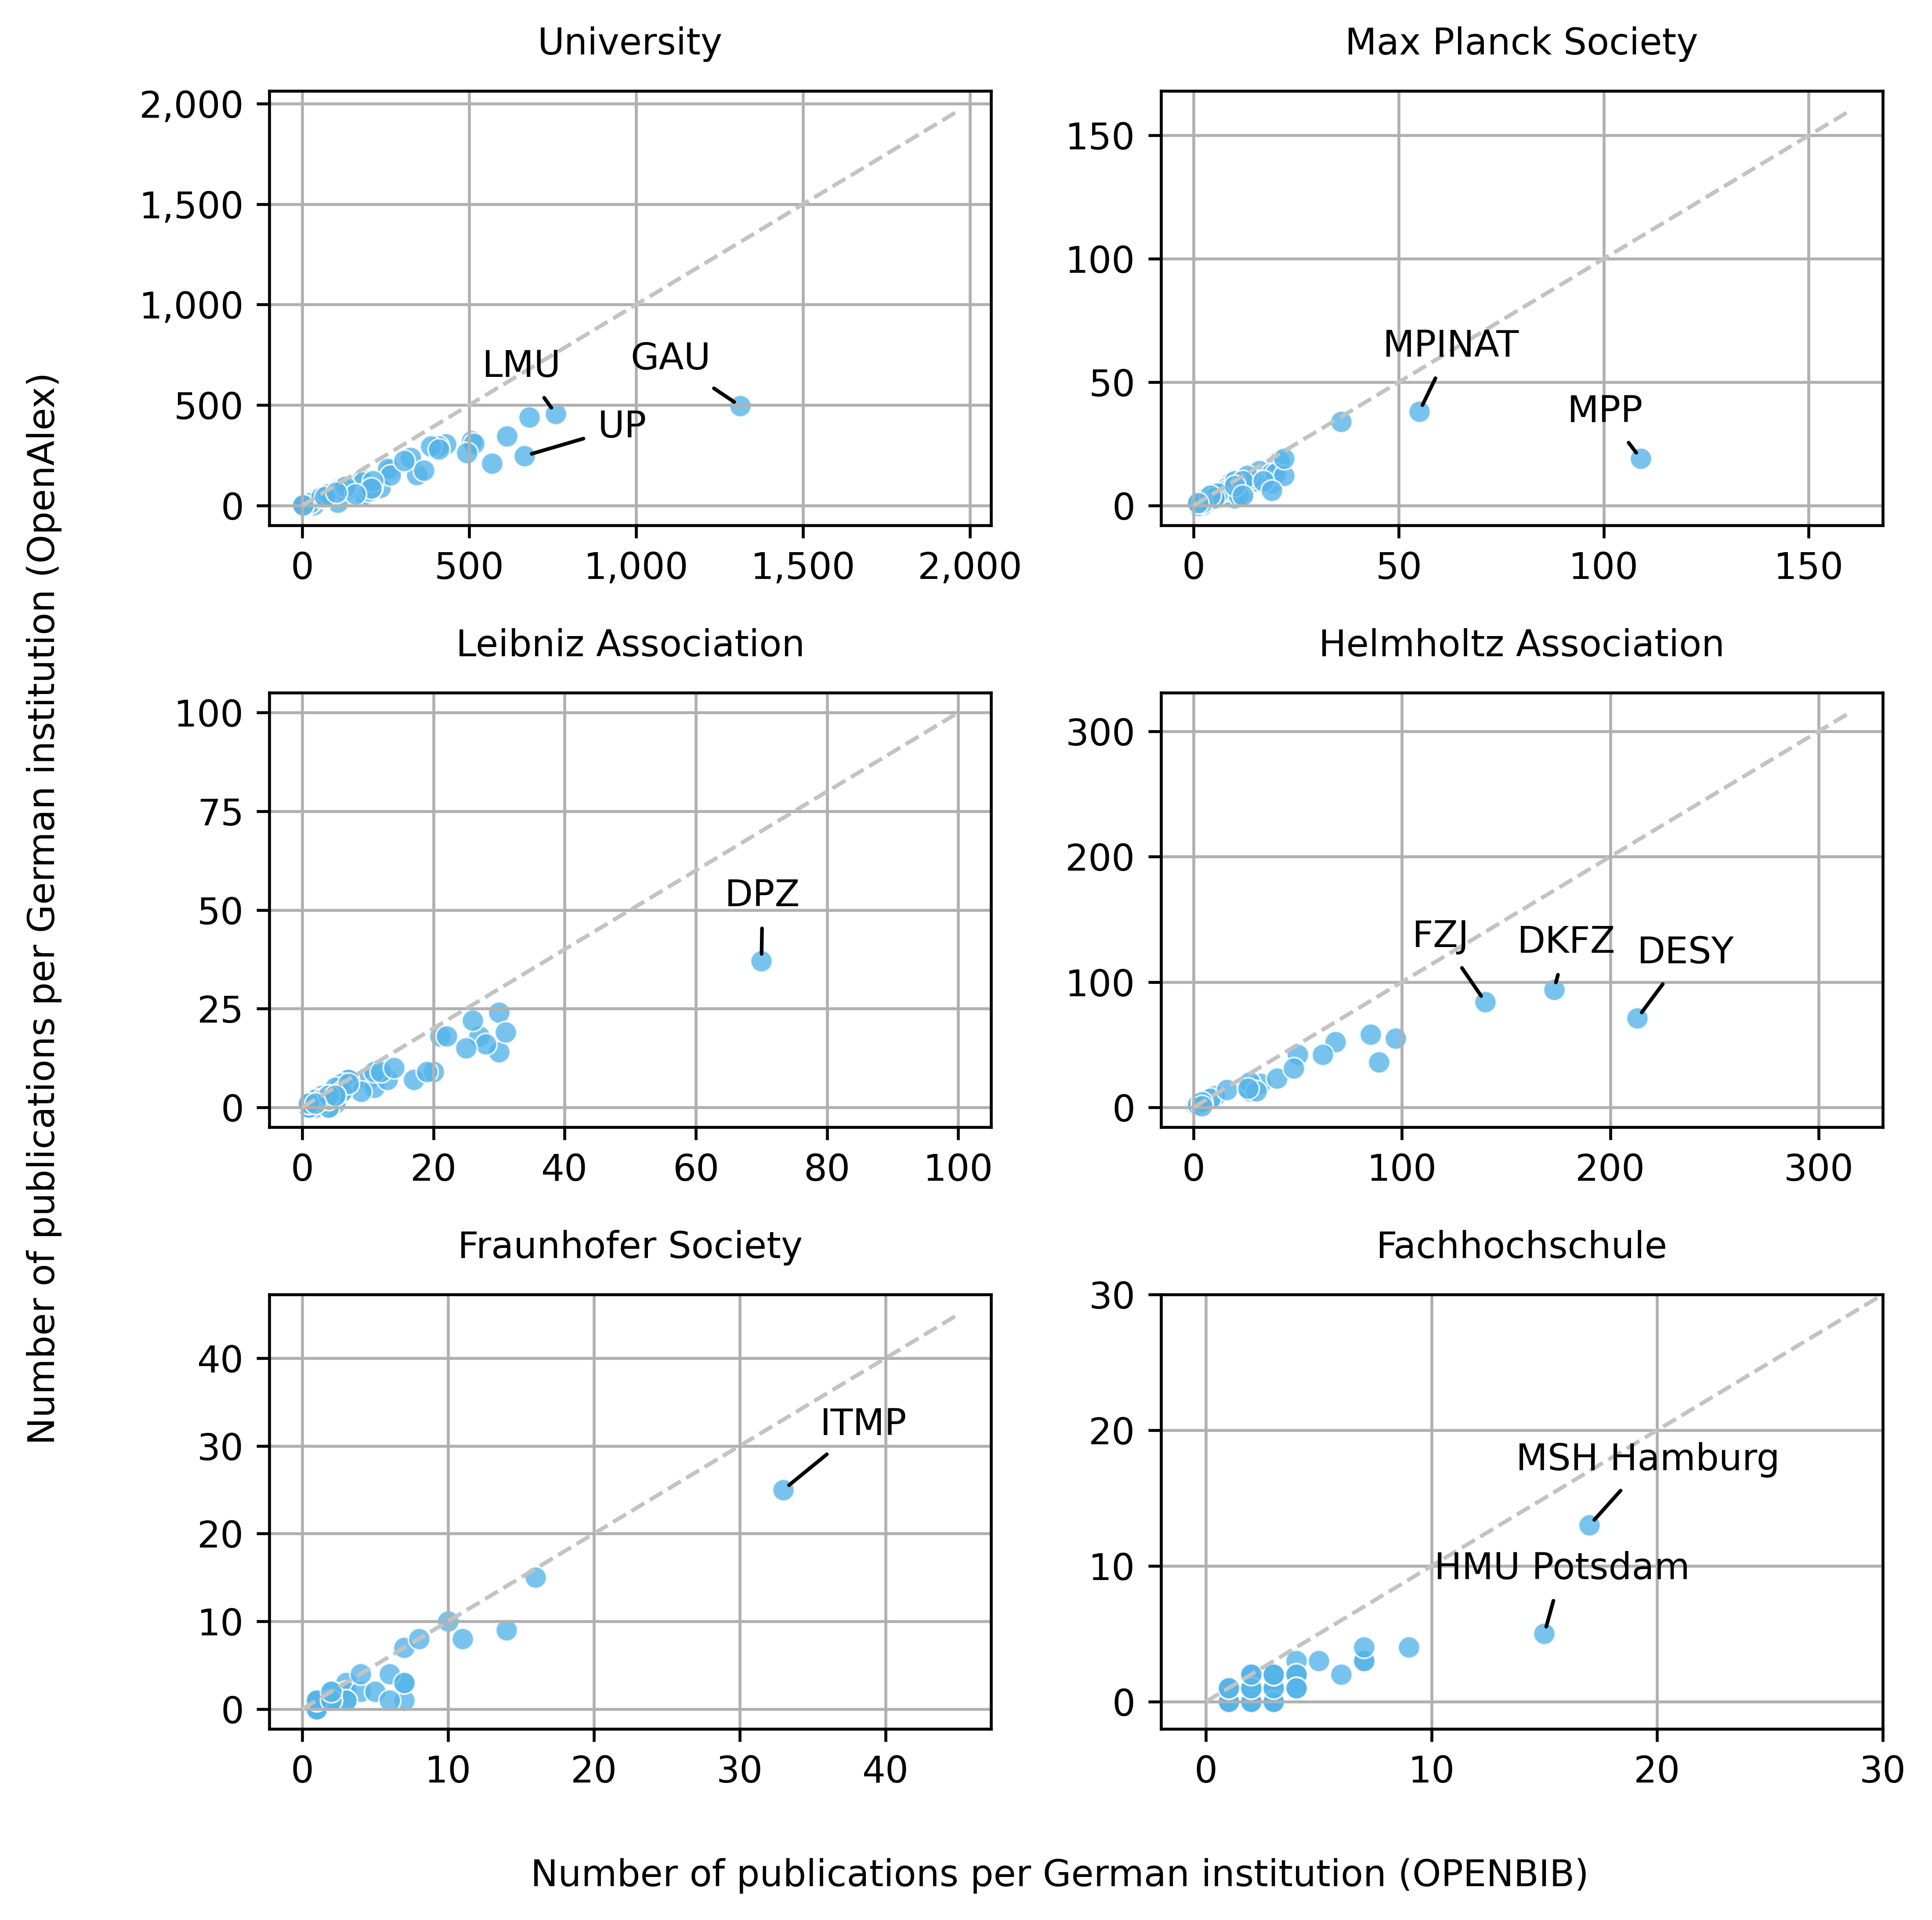 University
2,000
1,500
1,000
500
0
LMU
GAU
UP
0 500 1,000 1,500 2,000
Max Planck Society
150
100
50
0
MPINAT
MPP
0 50 100 150
Leibniz Association
100
75
50
25
0
DPZ
0 20 40 60 80 100
Helmholtz Association
300
200
100
0
FZJ
DKFZ
DESY
0 100 200 300
Fraunhofer Society
40
30
20
10
0
ITMP
0 10 20 30 40
Fachhochschule
30
20
10
0
MSH Hamburg
HMU Potsdam
0 10 20 30
Number of publications per German institution (OpenAlex)
Number of publications per German institution (OPENBIB)